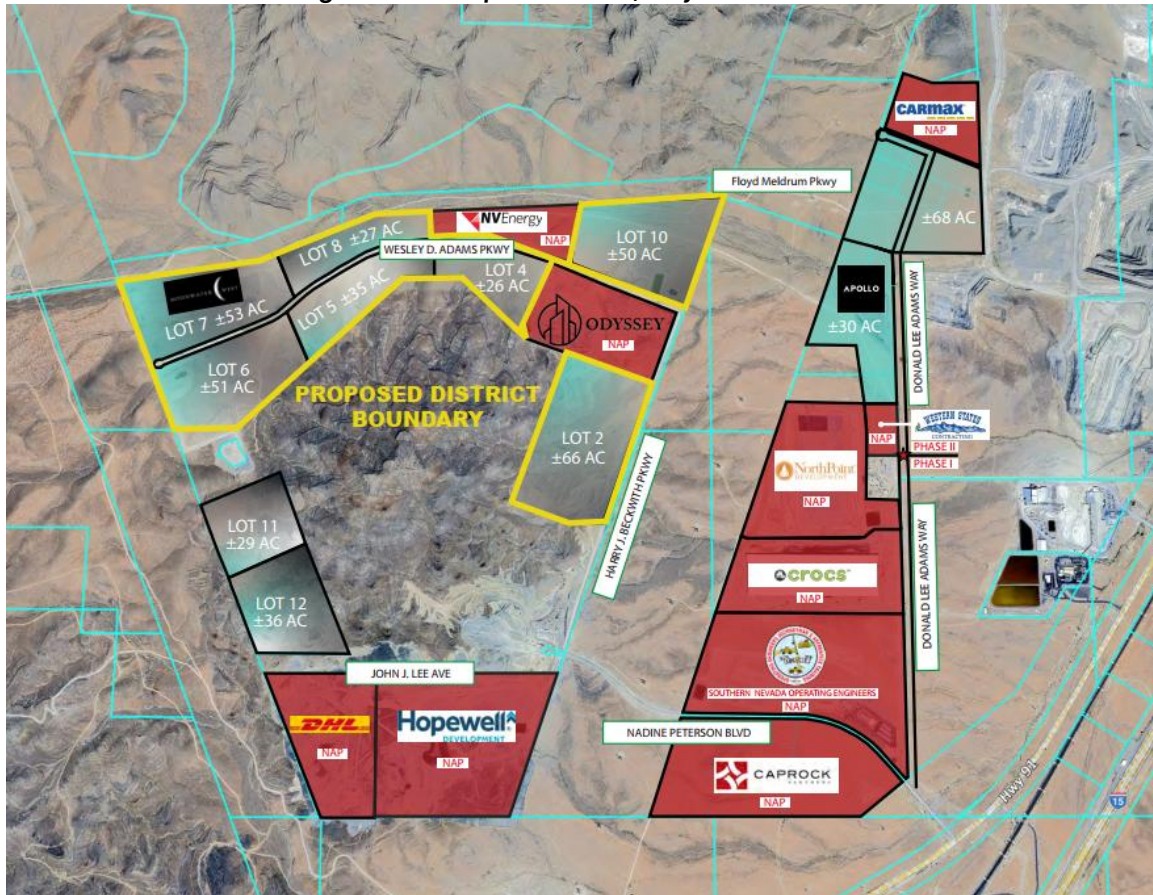 CARMAX
NAP
Floyd Meldrum Pkwy
±68 AC
NVEnergy
NAP
WESLEY D. ADAMS PKWY
LOT 10
±50 AC
LOT 8 ±27 AC
LOT 4
±26 AC
LOT 7 ±53 AC
LOT 5 ±35 AC
LOT 6
±51 AC
ODYSSEY
NAP
APOLLO
±30 AC
DONALD LEE ADAMS WAY
PROPOSED DISTRICT
BOUNDARY
LOT 2
±66 AC
HARRY J. BECKWITH PKWY
WESTERN STATES
CONTRACTING
NAP
PHASE II
PHASE I
NorthPoint
DEVELOPMENT
NAP
LOT 11
±29 AC
LOT 12
±36 AC
crocs™
NAP
DONALD LEE ADAMS WAY
JOHN J. LEE AVE
SOUTHERN NEVADA OPERATING ENGINEERS
NAP
DHL
NAP
Hopewell
DEVELOPMENT
NAP
NADINE PETERSON BLVD
CAPROCK
PARTNERS
NAP
Hwy 91
15